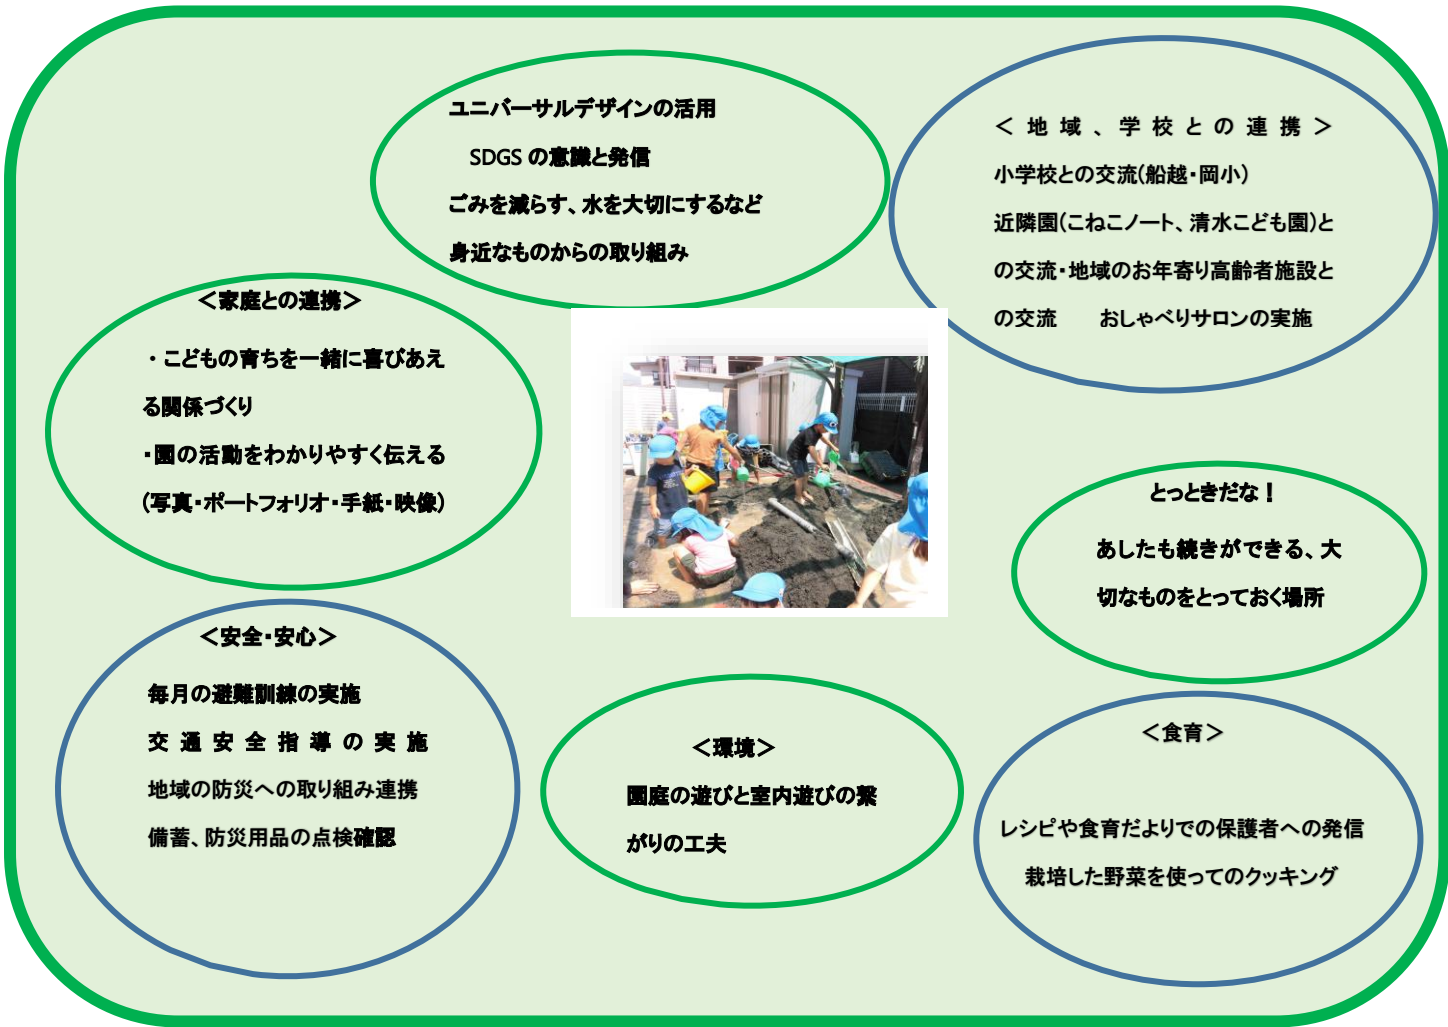 ユニバーサルデザインの活用
SDGS の意識と発信
ごみを減らす、水を大切にするなど
身近なものからの取り組み
＜地域、学校との連携＞
小学校との交流(船越・岡小)
近隣園(こねこノート、清水こども園)と
の交流・地域のお年寄り高齢者施設と
の交流　　おしゃべりサロンの実施
＜家庭との連携＞
・こどもの育ちを一緒に喜びあえ
る関係づくり
・園の活動をわかりやすく伝える
(写真・ポートフォリオ・手紙・映像)
とっときだな！
あしたも続きができる、大
切なものをとっておく場所
＜安全・安心＞
毎月の避難訓練の実施
交通安全指導の実施
地域の防災への取り組み連携
備蓄、防災用品の点検確認
＜環境＞
園庭の遊びと室内遊びの繋
がりの工夫
＜食育＞
レシピや食育だよりでの保護者への発信
栽培した野菜を使ってのクッキング